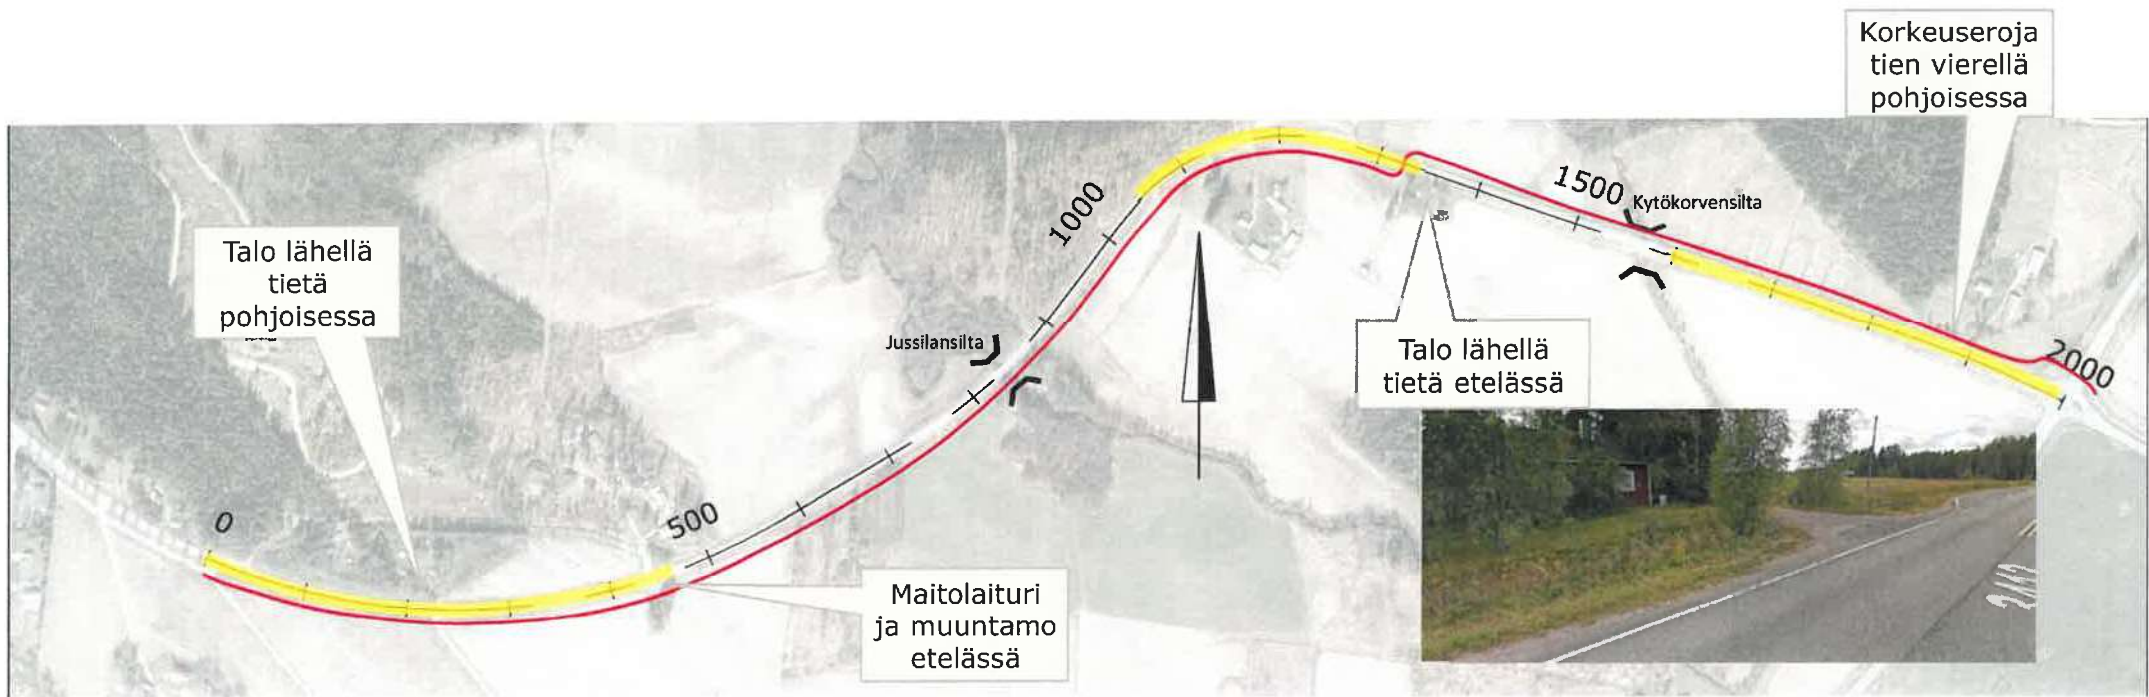 Korkeuseroja
tien vierellä
pohjoisessa
Talo lähellä
tietä
pohjoisessa
1000
1500
Kytökorvensilta
Jussilansilta
Talo lähellä
tietä etelässä
2000
0
500
Maitolaituri
ja muuntamo
etelässä